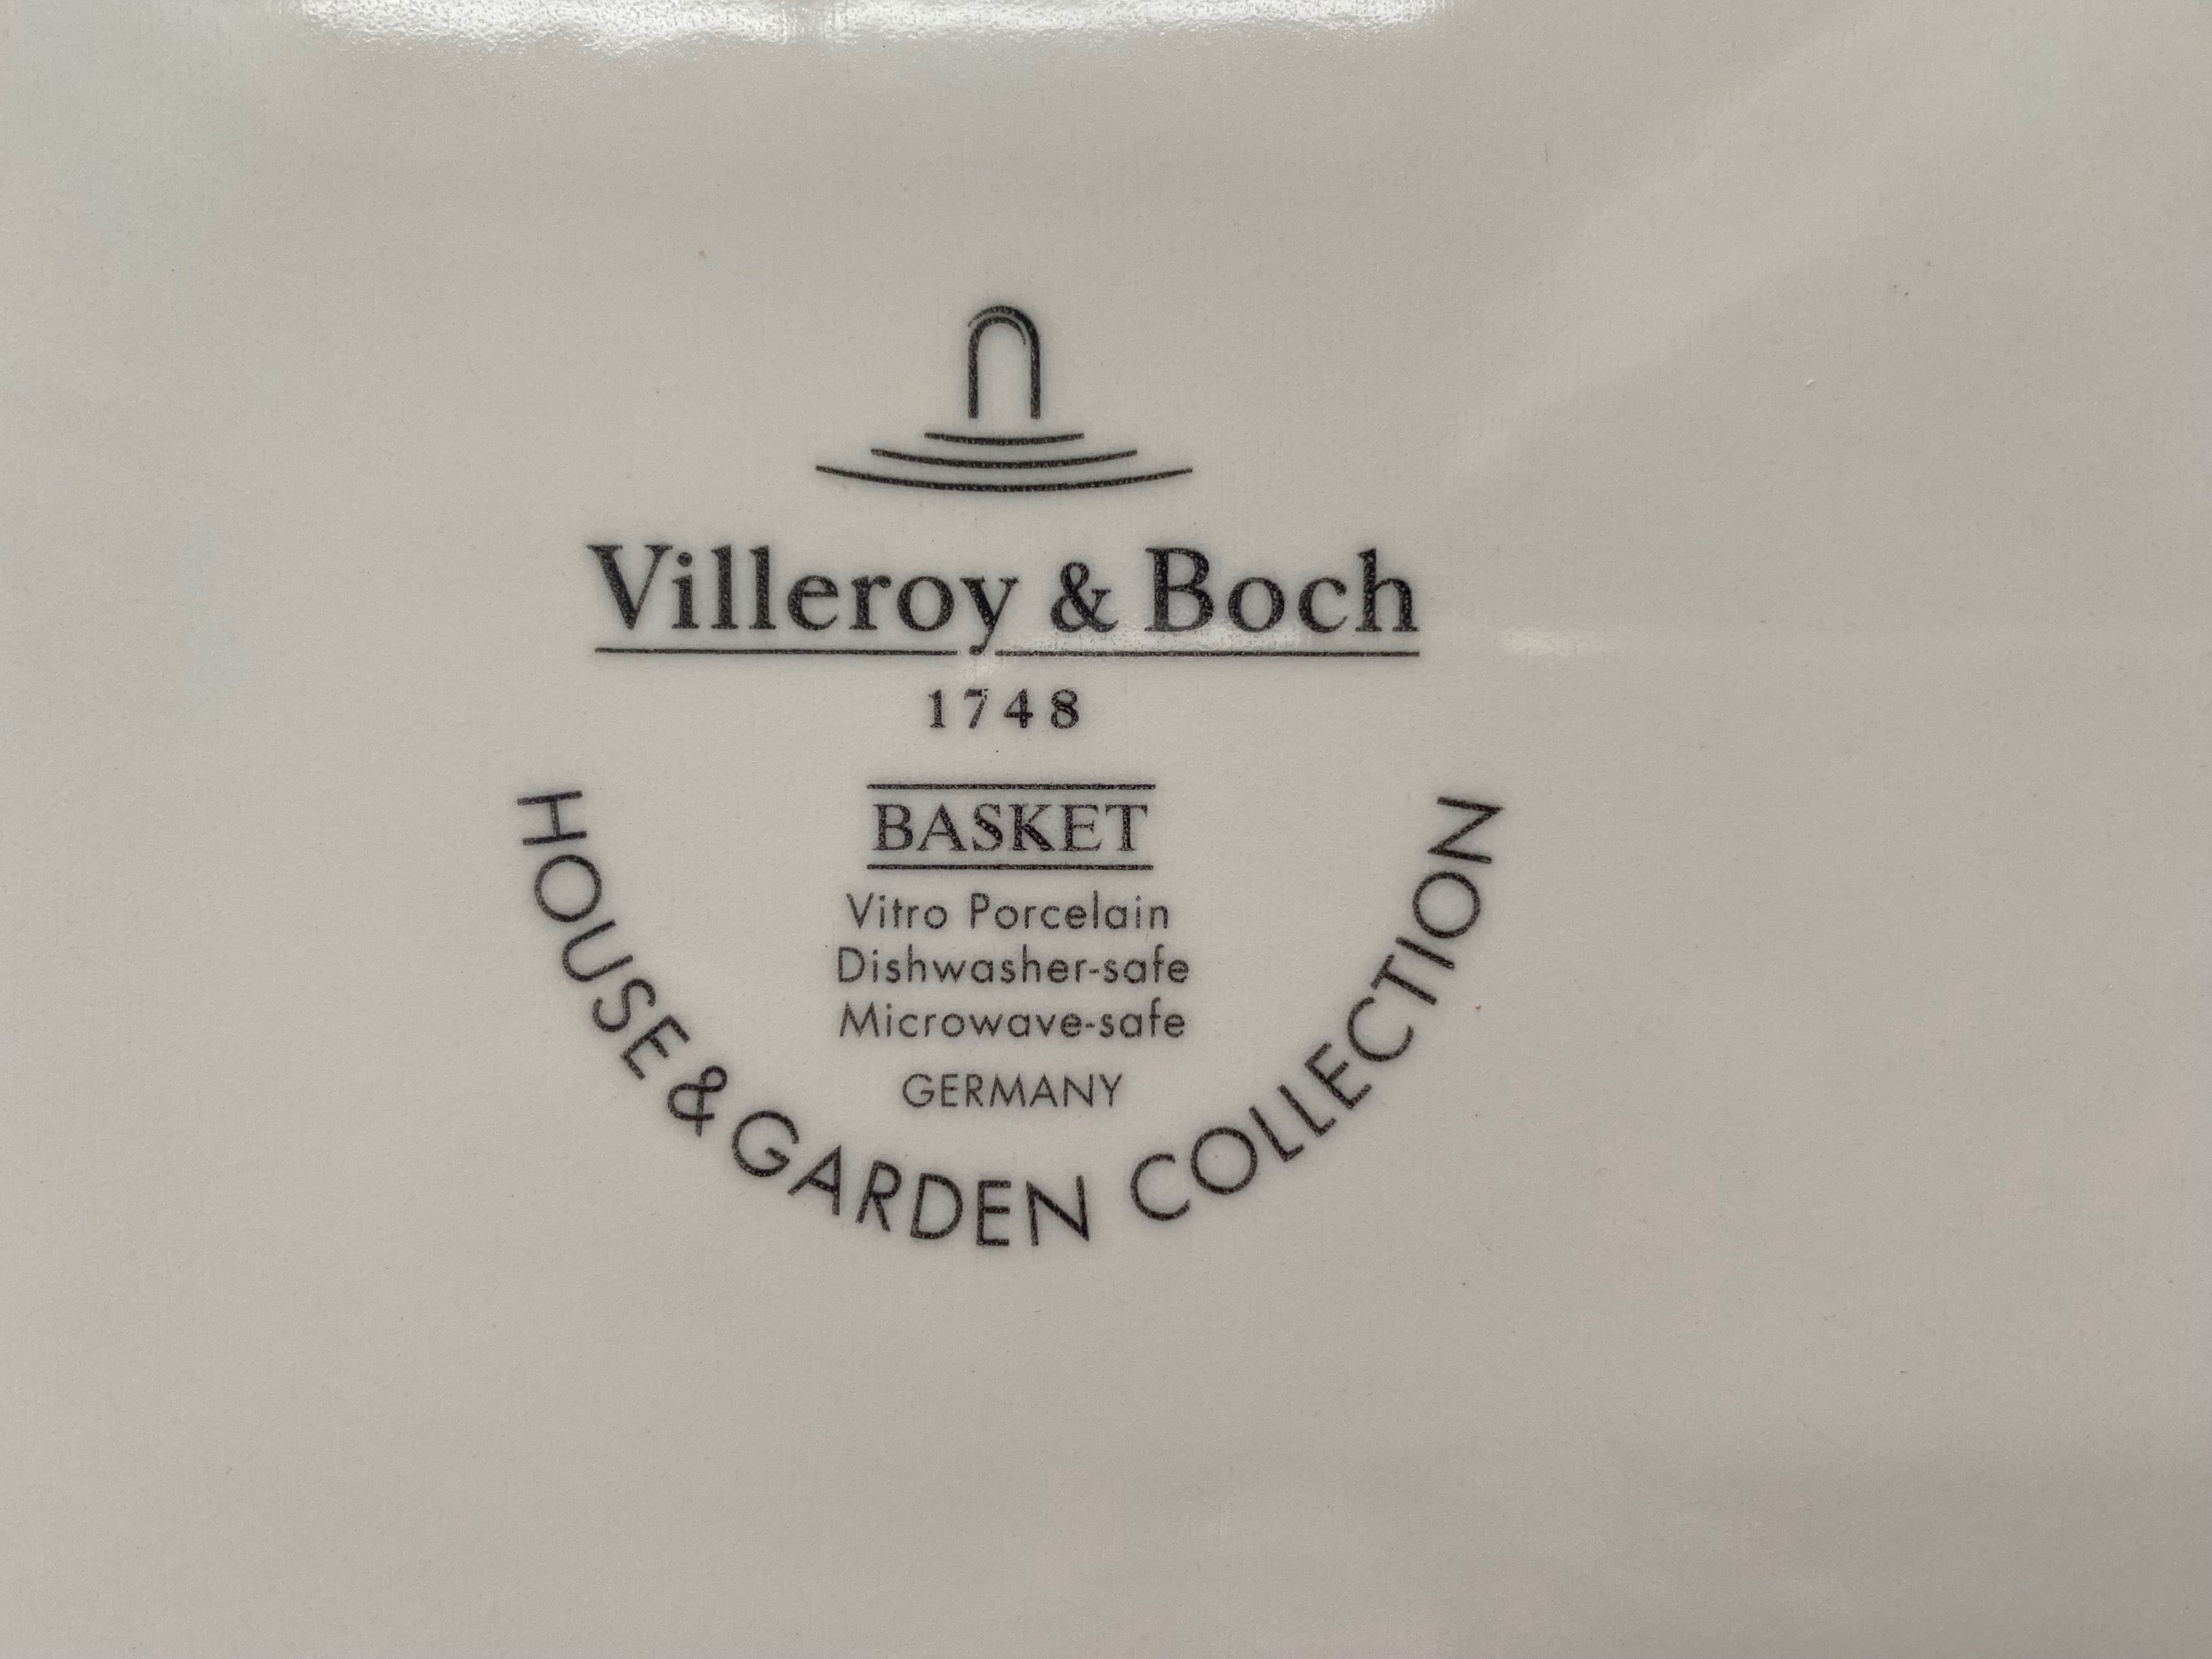 Villeroy & Boch
1748
BASKET
Vitro Porcelain
Dishwasher-safe
Microwave-safe
GERMANY
HOUSE & GARDEN COLLECTION